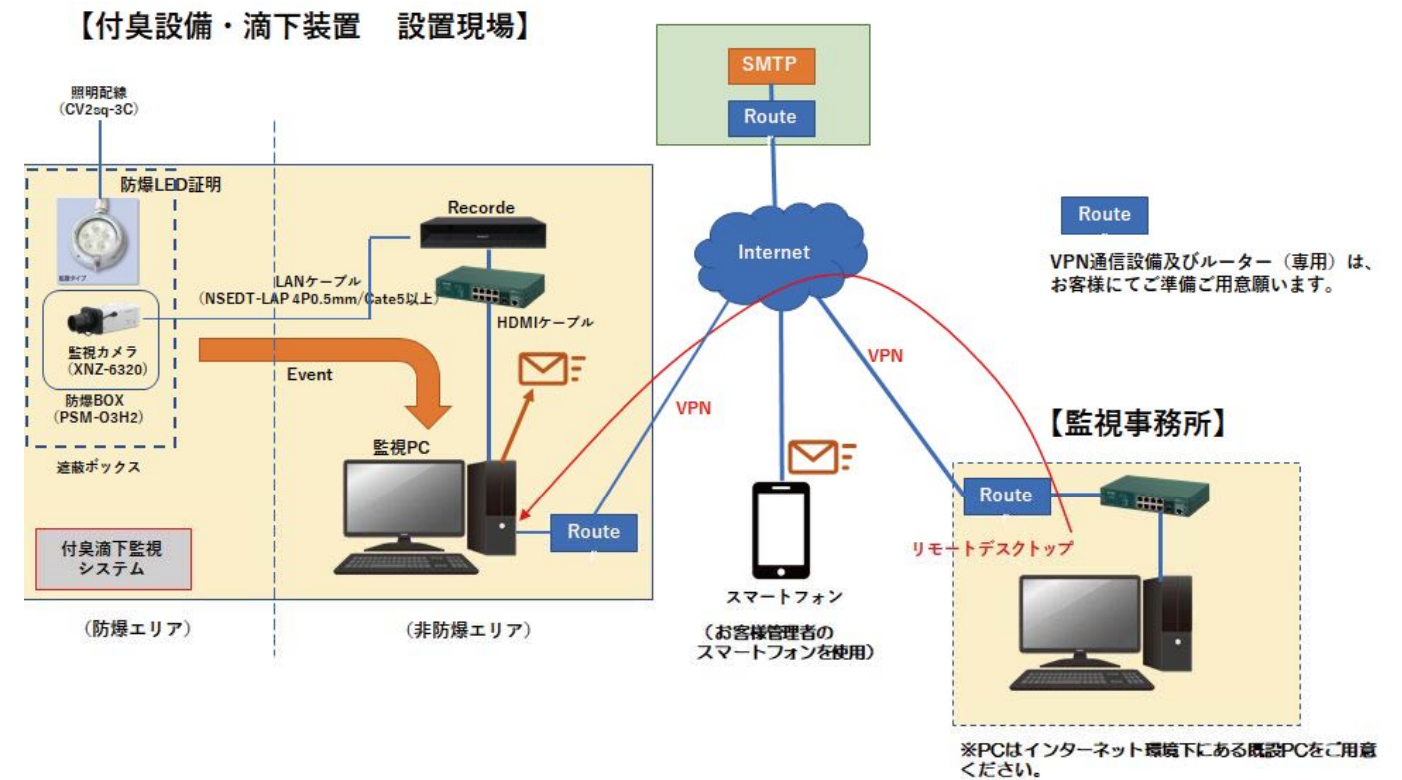 【付臭設備・滴下装置　設置現場】
照明配線
（CV2sq-3C）
防爆LED証明
拡散タイプ
監視カメラ
（XNZ-6320）
防爆BOX
（PSM-O3H2）
遮蔽ボックス
付臭滴下監視
システム
（防爆エリア）
Recorde
LANケーブル
（NSEDT-LAP 4P0.5mm/Cate5以上）
HDMIケーブル
Event
監視PC
Route
（非防爆エリア）
SMTP
Route
Internet
VPN
VPN
スマートフォン
（お客様管理者の
スマートフォンを使用）
Route
VPN通信設備及びルーター（専用）は、
お客様にてご準備ご用意願います。
【監視事務所】
Route
リモートデスクトップ
※PCはインターネット環境下にある既設PCをご用意
ください。